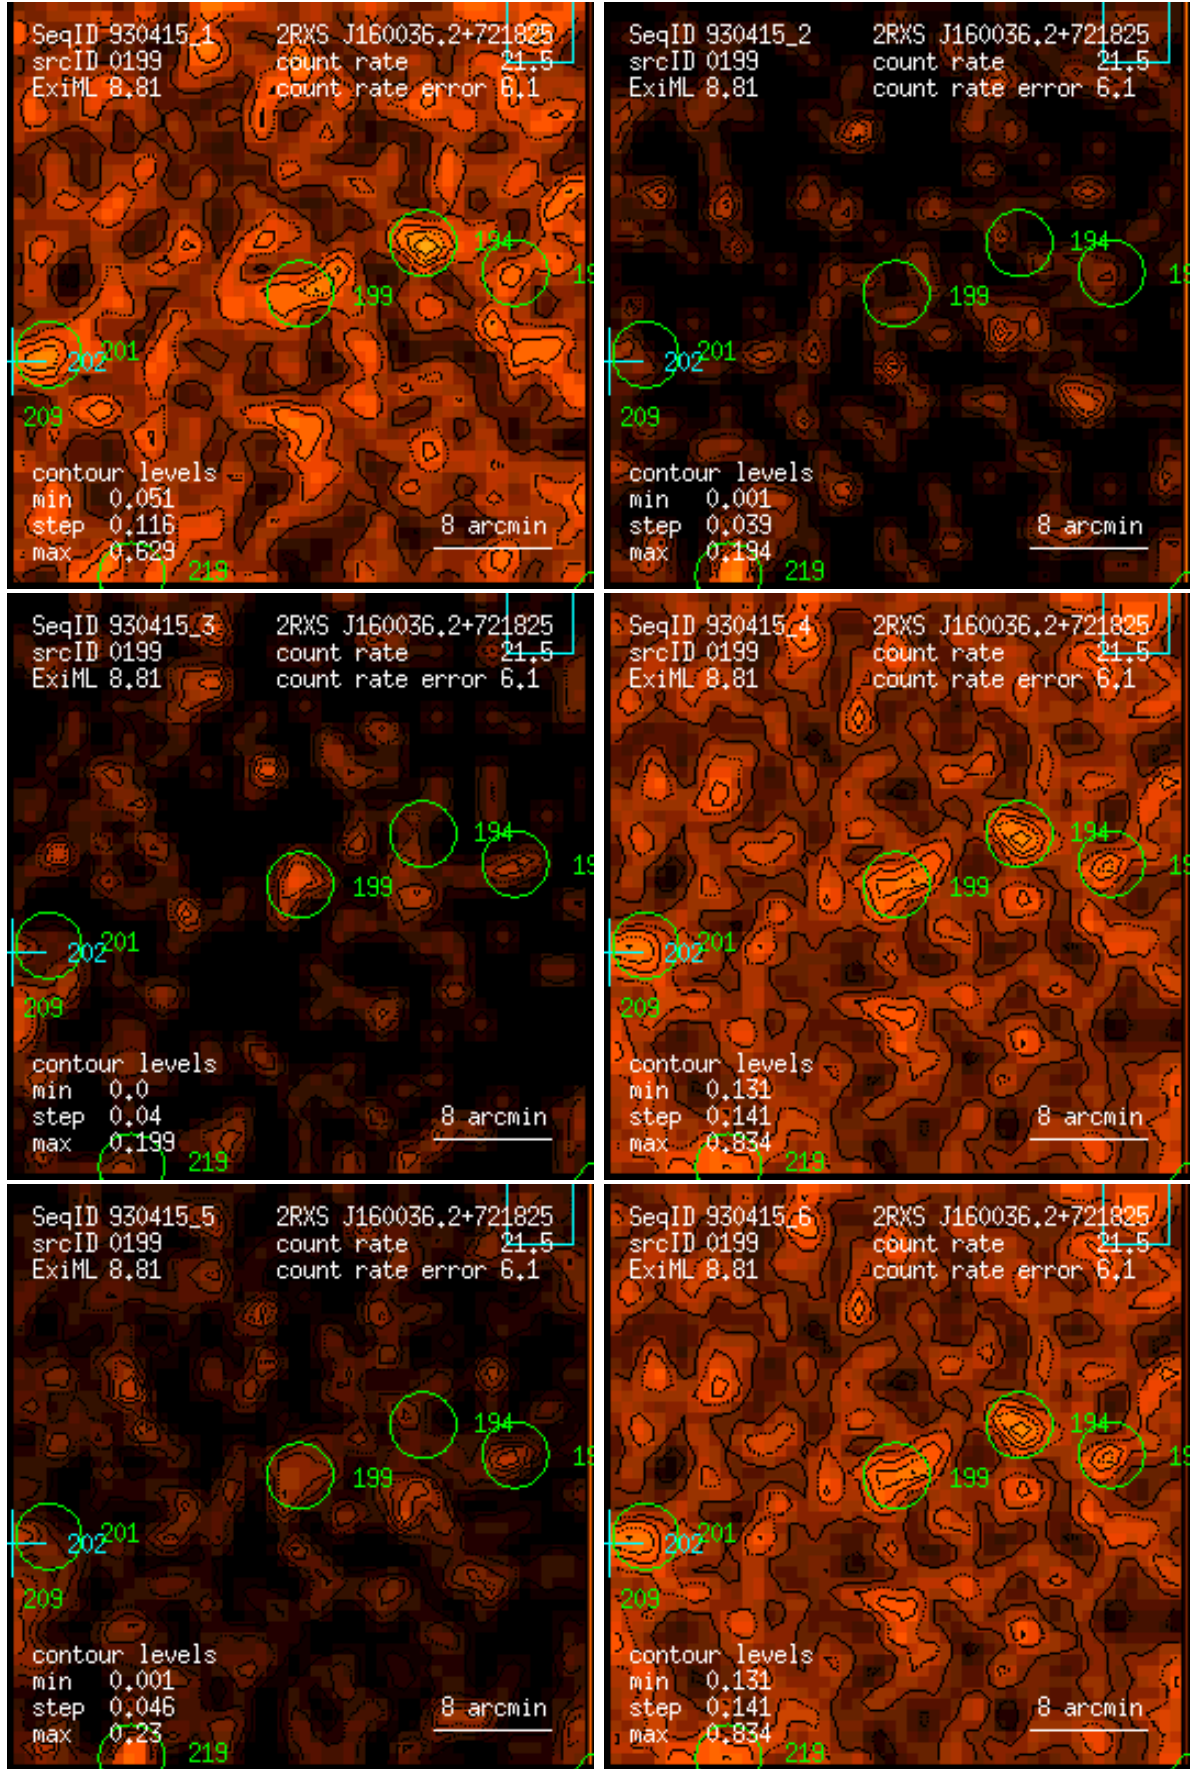 SeqID 930415_1 2RXS J160036.2+721825
srcID 0199 count rate 21.5
ExiML 8.81 count rate error 6.1
194
19
199
201
202
209
contour levels
min 0.051
step 0.116 8 arcmin
max 0.629
219
SeqID 930415_2 2RXS J160036.2+721825
srcID 0199 count rate 21.5
ExiML 8.81 count rate error 6.1
194
19
199
201
202
209
contour levels
min 0.001
step 0.039 8 arcmin
max 0.194
219
SeqID 930415_3 2RXS J160036.2+721825
srcID 0199 count rate 21.5
ExiML 8.81 count rate error 6.1
194
19
199
201
202
209
contour levels
min 0.0
step 0.04 8 arcmin
max 0.199
219
SeqID 930415_4 2RXS J160036.2+721825
srcID 0199 count rate 21.5
ExiML 8.81 count rate error 6.1
194
19
199
201
202
209
contour levels
min 0.131
step 0.141 8 arcmin
max 0.834
219
SeqID 930415_5 2RXS J160036.2+721825
srcID 0199 count rate 21.5
ExiML 8.81 count rate error 6.1
194
19
199
201
202
209
contour levels
min 0.001
step 0.046 8 arcmin
max 0.23
219
SeqID 930415_6 2RXS J160036.2+721825
srcID 0199 count rate 21.5
ExiML 8.81 count rate error 6.1
194
19
199
201
202
209
contour levels
min 0.131
step 0.141 8 arcmin
max 0.834
219